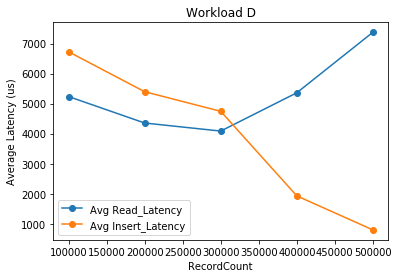 Workload D
Average Latency (us)
7000
6000
5000
4000
3000
2000
1000
Avg Read_Latency
Avg Insert_Latency
100000 150000 200000 250000 300000 350000 400000 450000 500000
RecordCount